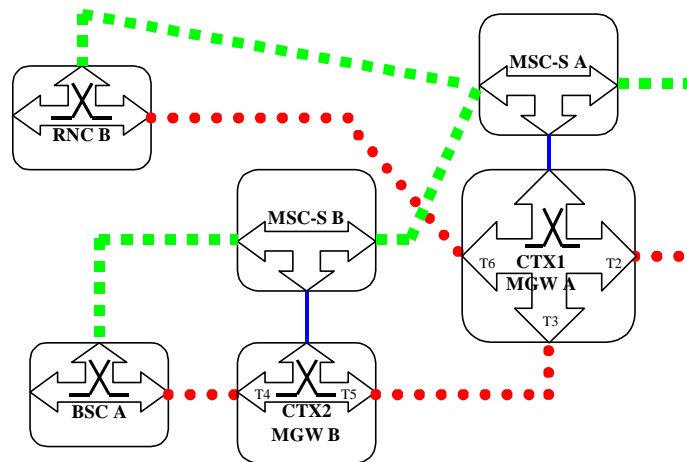 MSC-S A
RNC B
MSC-S B
CTX1
T6
T2
MGW A
T3
T4
T5
CTX2
BSC A
MGW B